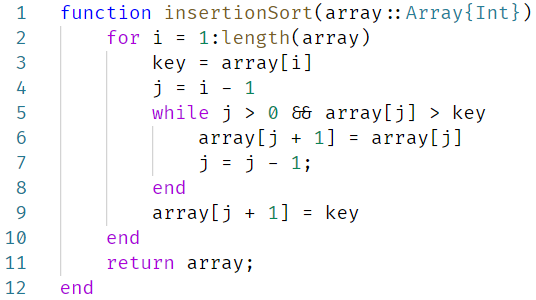 1 function insertionSort(array::Array{Int})
2     for i = 1:length(array)
3         key = array[i]
4         j = i - 1
5         while j > 0 && array[j] > key
6             array[j + 1] = array[j]
7             j = j - 1;
8         end
9         array[j + 1] = key
10     end
11     return array;
12 end